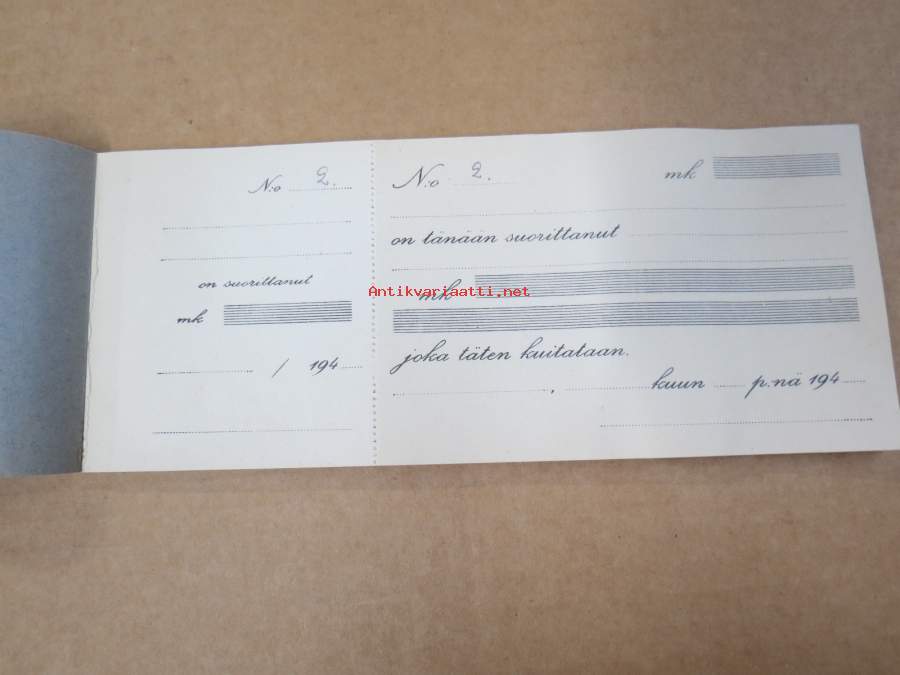 N:o 2.
on suorittanut
mk
/ 194
N:o 2. mk
on tänään suorittanut
mk
joka täten kuitataan.
, kuun p:nä 194
Antikvariaatti.net